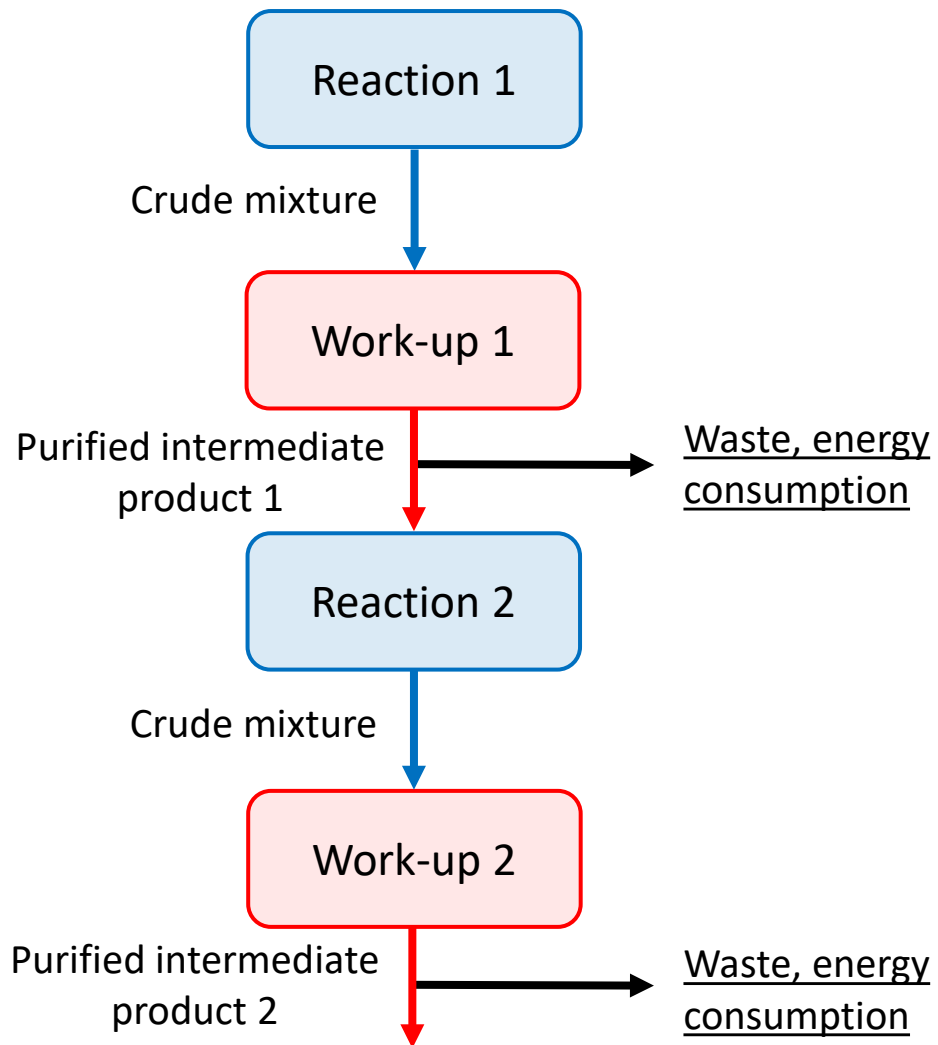 Reaction 1
Crude mixture
Work-up 1
Purified intermediate
product 1
Waste, energy
consumption
Reaction 2
Crude mixture
Work-up 2
Purified intermediate
product 2
Waste, energy
consumption